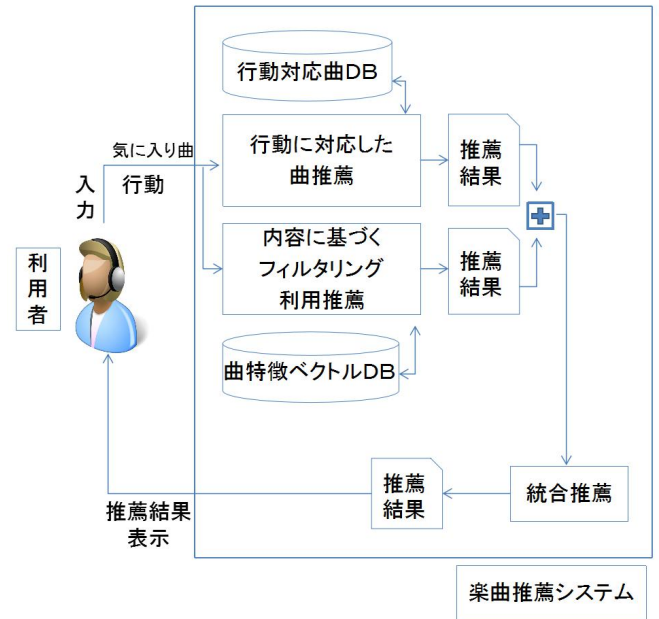 行動対応曲DB
気に入り曲
行動
入力
行動に対応した
曲推薦
推薦
結果
内容に基づく
フィルタリング
利用推薦
推薦
結果
利用者
曲特徴ベクトルDB
推薦
結果
統合推薦
推薦結果
表示
楽曲推薦システム